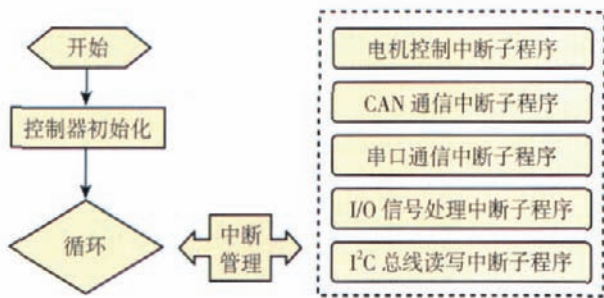 开始
控制器初始化
循环
中断
管理
电机控制中断子程序
CAN 通信中断子程序
串口通信中断子程序
I/O 信号处理中断子程序
I²C 总线读写中断子程序